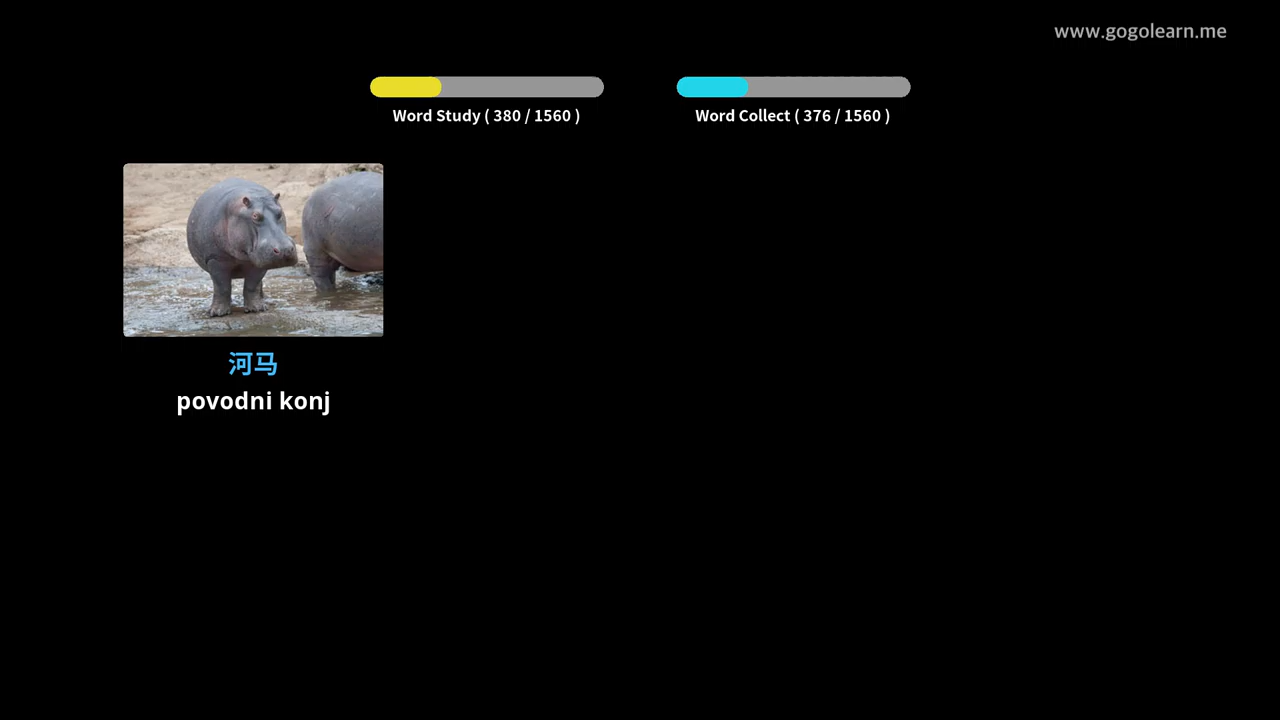 www.gogolearn.me
Word Study ( 380 / 1560 )
Word Collect ( 376 / 1560 )
河马
povodni konj